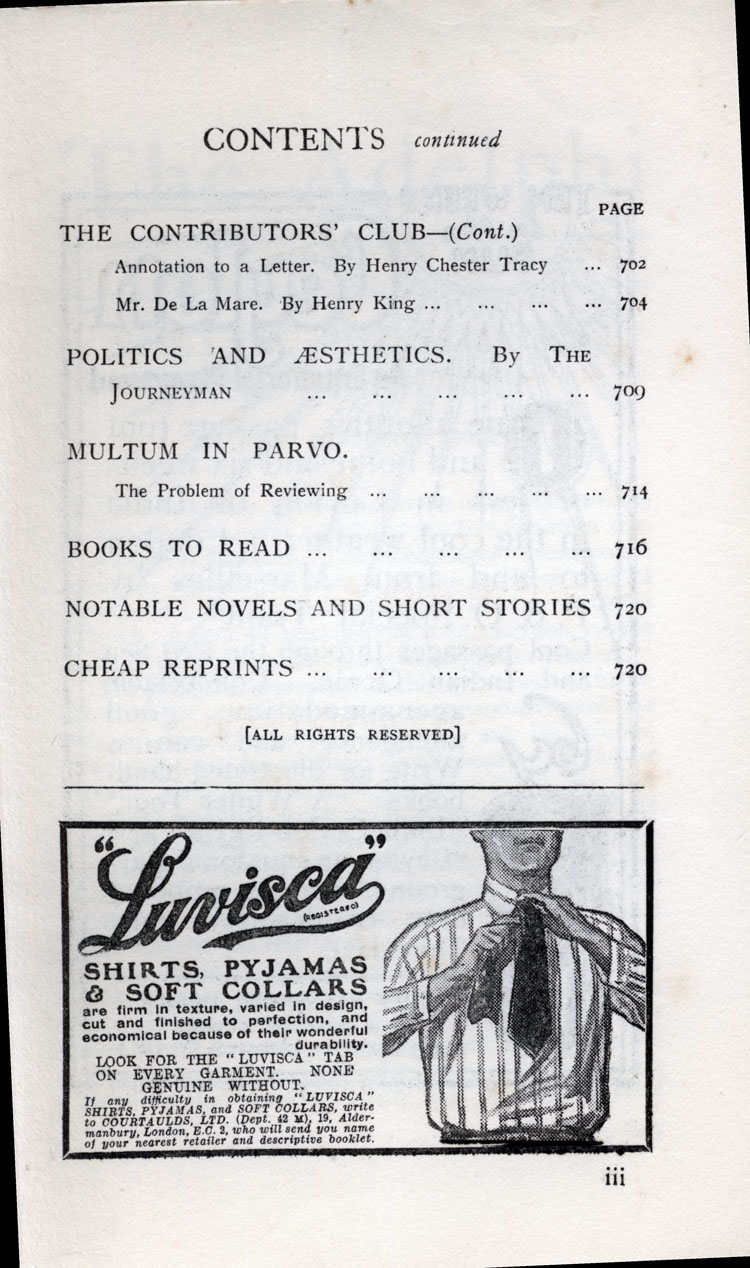 CONTENTS continued
PAGE
THE CONTRIBUTORS' CLUB—(Cont.)
Annotation to a Letter. By Henry Chester Tracy ... 702
Mr. De La Mare. By Henry King ... ... ... ... 704
POLITICS AND ÆSTHETICS. By THE
JOURNEYMAN ... ... ... ... ... 709
MULTUM IN PARVO.
The Problem of Reviewing ... ... ... ... ... 714
BOOKS TO READ ... ... ... ... ... 716
NOTABLE NOVELS AND SHORT STORIES 720
CHEAP REPRINTS ... ... ... ... ... 720
[ALL RIGHTS RESERVED]
"Luvisca"
(REGISTERED)
SHIRTS, PYJAMAS
& SOFT COLLARS
are firm in texture, varied in design,
cut and finished to perfection, and
economical because of their wonderful
durability.
LOOK FOR THE "LUVISCA" TAB
ON EVERY GARMENT. NONE
GENUINE WITHOUT.
If any difficulty in obtaining "LUVISCA"
SHIRTS, PYJAMAS, and SOFT COLLARS, write
to COURTAULDS, LTD. (Dept. 42 M), 19, Alder-
manbury, London, E.C. 2, who will send you name
of your nearest retailer and descriptive booklet.
iii